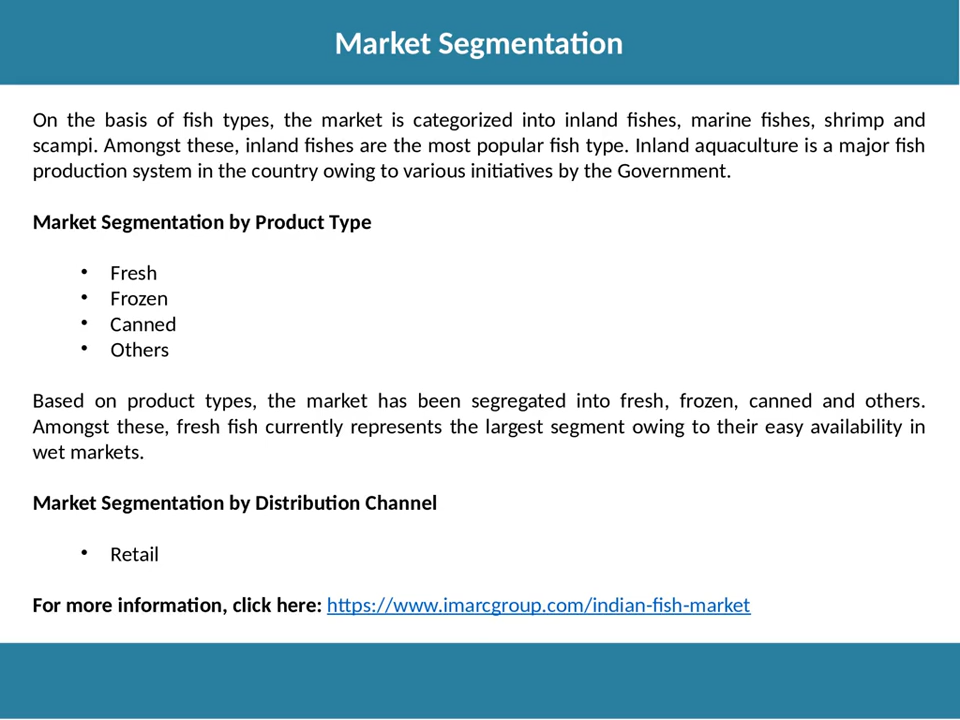 Market Segmentation
On the basis of fish types, the market is categorized into inland fishes, marine fishes, shrimp and
scampi. Amongst these, inland fishes are the most popular fish type. Inland aquaculture is a major fish
production system in the country owing to various initiatives by the Government.
Market Segmentation by Product Type
• Fresh
• Frozen
• Canned
• Others
Based on product types, the market has been segregated into fresh, frozen, canned and others.
Amongst these, fresh fish currently represents the largest segment owing to their easy availability in
wet markets.
Market Segmentation by Distribution Channel
• Retail
For more information, click here: https://www.imarcgroup.com/indian-fish-market